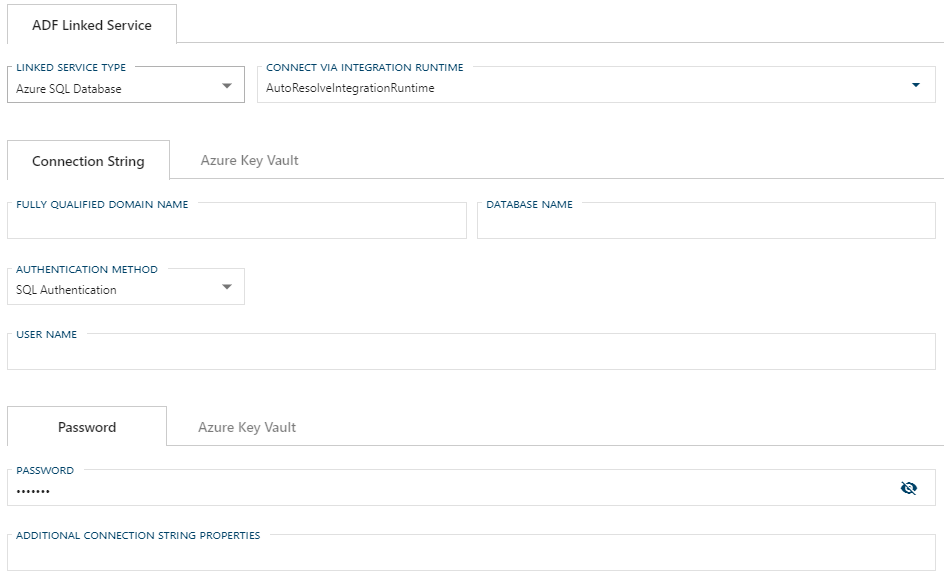 ADF Linked Service
LINKED SERVICE TYPE
Azure SQL Database
CONNECT VIA INTEGRATION RUNTIME
AutoResolveIntegrationRuntime
Connection String
Azure Key Vault
FULLY QUALIFIED DOMAIN NAME
DATABASE NAME
AUTHENTICATION METHOD
SQL Authentication
USER NAME
Password
Azure Key Vault
PASSWORD
•••••••
ADDITIONAL CONNECTION STRING PROPERTIES